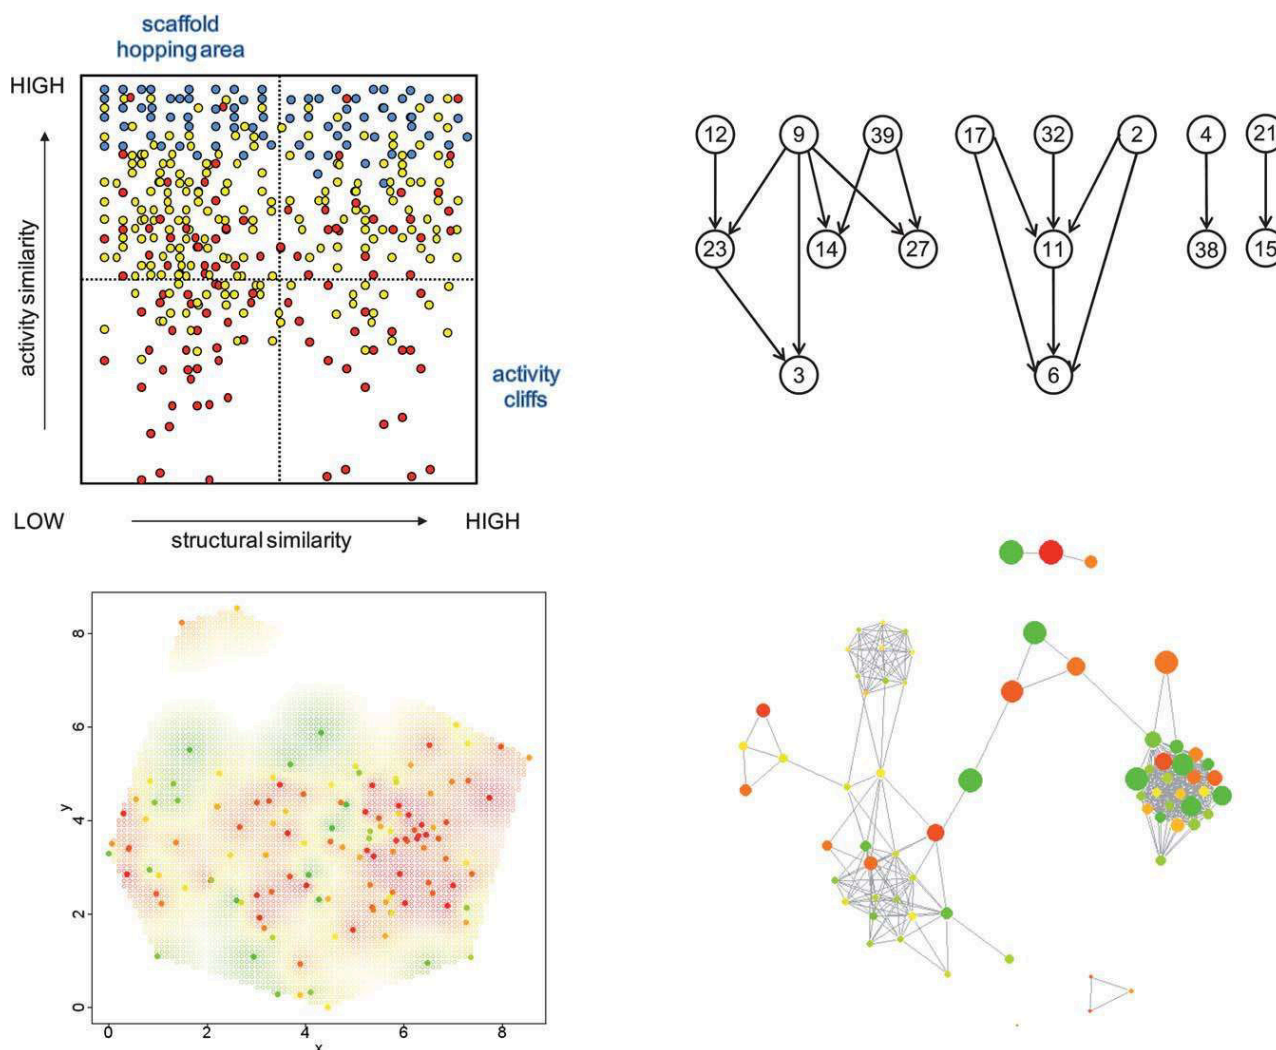 scaffold
hopping area
HIGH
activity similarity
activity
cliffs
LOW
HIGH
structural similarity
12 9 39 17 32 2 4 21
23 14 27 11 38 15
3 6
8
6
y
4
2
0
0 2 4 6 8
x